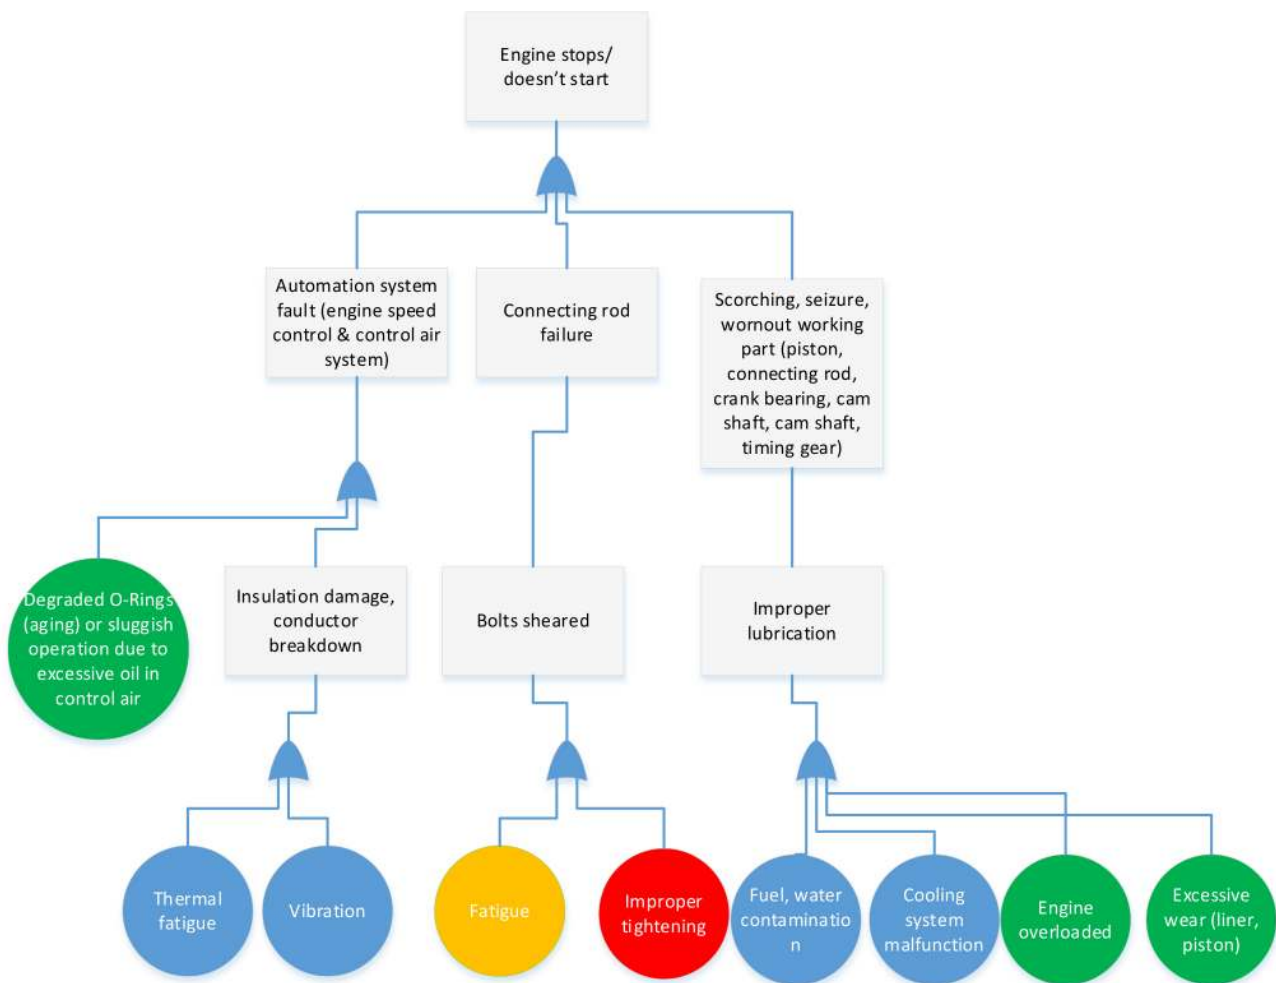 Engine stops/
doesn't start
Automation system
fault (engine speed
control & control air
system)
Connecting rod
failure
Scorching, seizure,
wornout working
part (piston,
connecting rod,
crank bearing, cam
shaft, cam shaft,
timing gear)
Degraded O-Rings
(aging) or sluggish
operation due to
excessive oil in
control air
Insulation damage,
conductor
breakdown
Bolts sheared
Improper
lubrication
Thermal
fatigue
Vibration
Fatigue
Improper
tightening
Fuel, water
contaminatio
n
Cooling
system
malfunction
Engine
overloaded
Excessive
wear (liner,
piston)